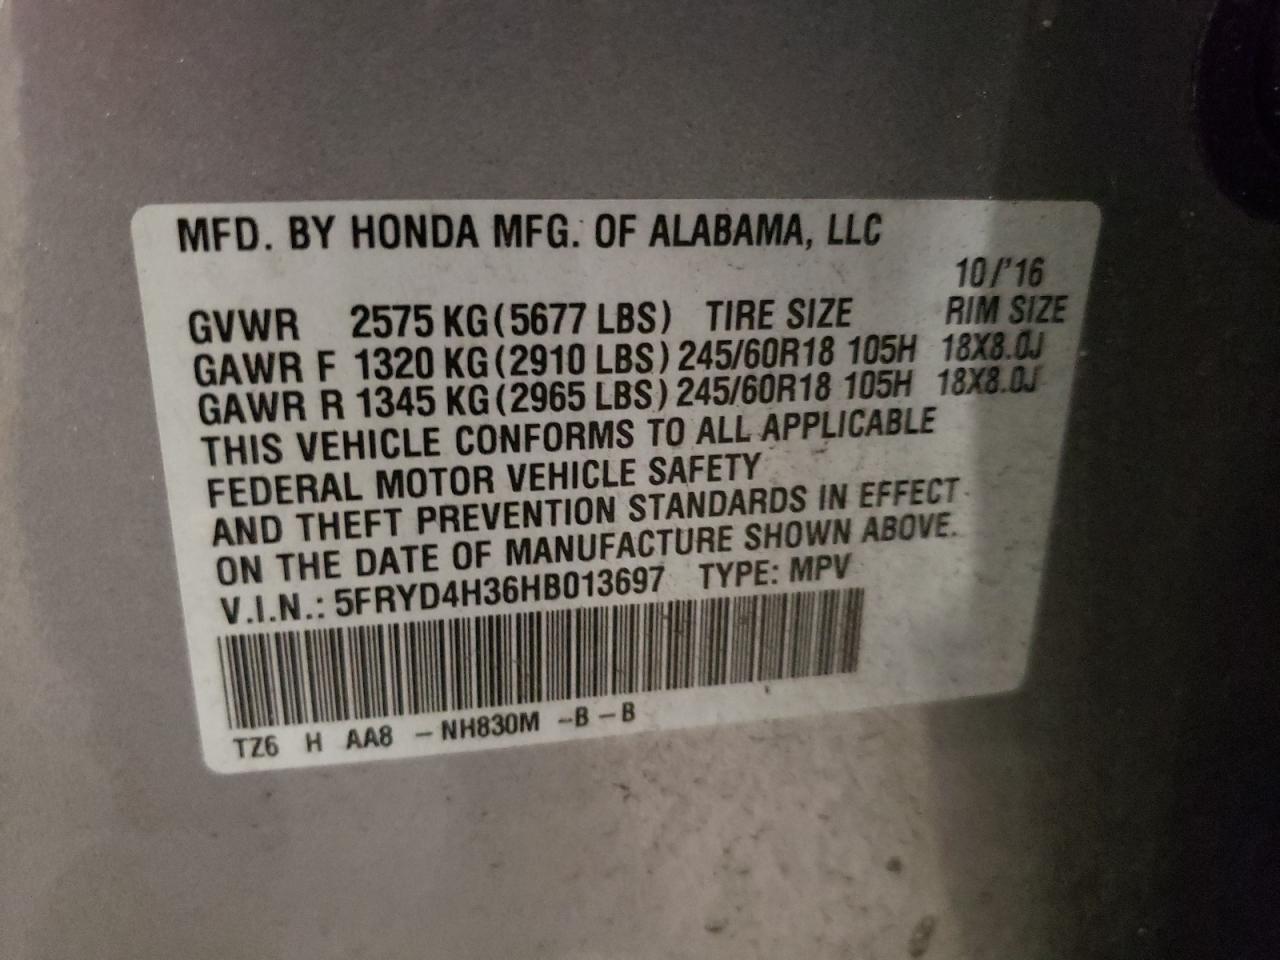 MFD. BY HONDA MFG. OF ALABAMA, LLC
10/'16
GVWR 2575 KG(5677 LBS) TIRE SIZE RIM SIZE
GAWR F 1320 KG(2910 LBS) 245/60R18 105H 18X8.0J
GAWR R 1345 KG(2965 LBS) 245/60R18 105H 18X8.0J
THIS VEHICLE CONFORMS TO ALL APPLICABLE
FEDERAL MOTOR VEHICLE SAFETY
AND THEFT PREVENTION STANDARDS IN EFFECT
ON THE DATE OF MANUFACTURE SHOWN ABOVE.
V.I.N.: 5FRYD4H36HB013697 TYPE: MPV
TZ6 H AA8 -NH830M -B-B